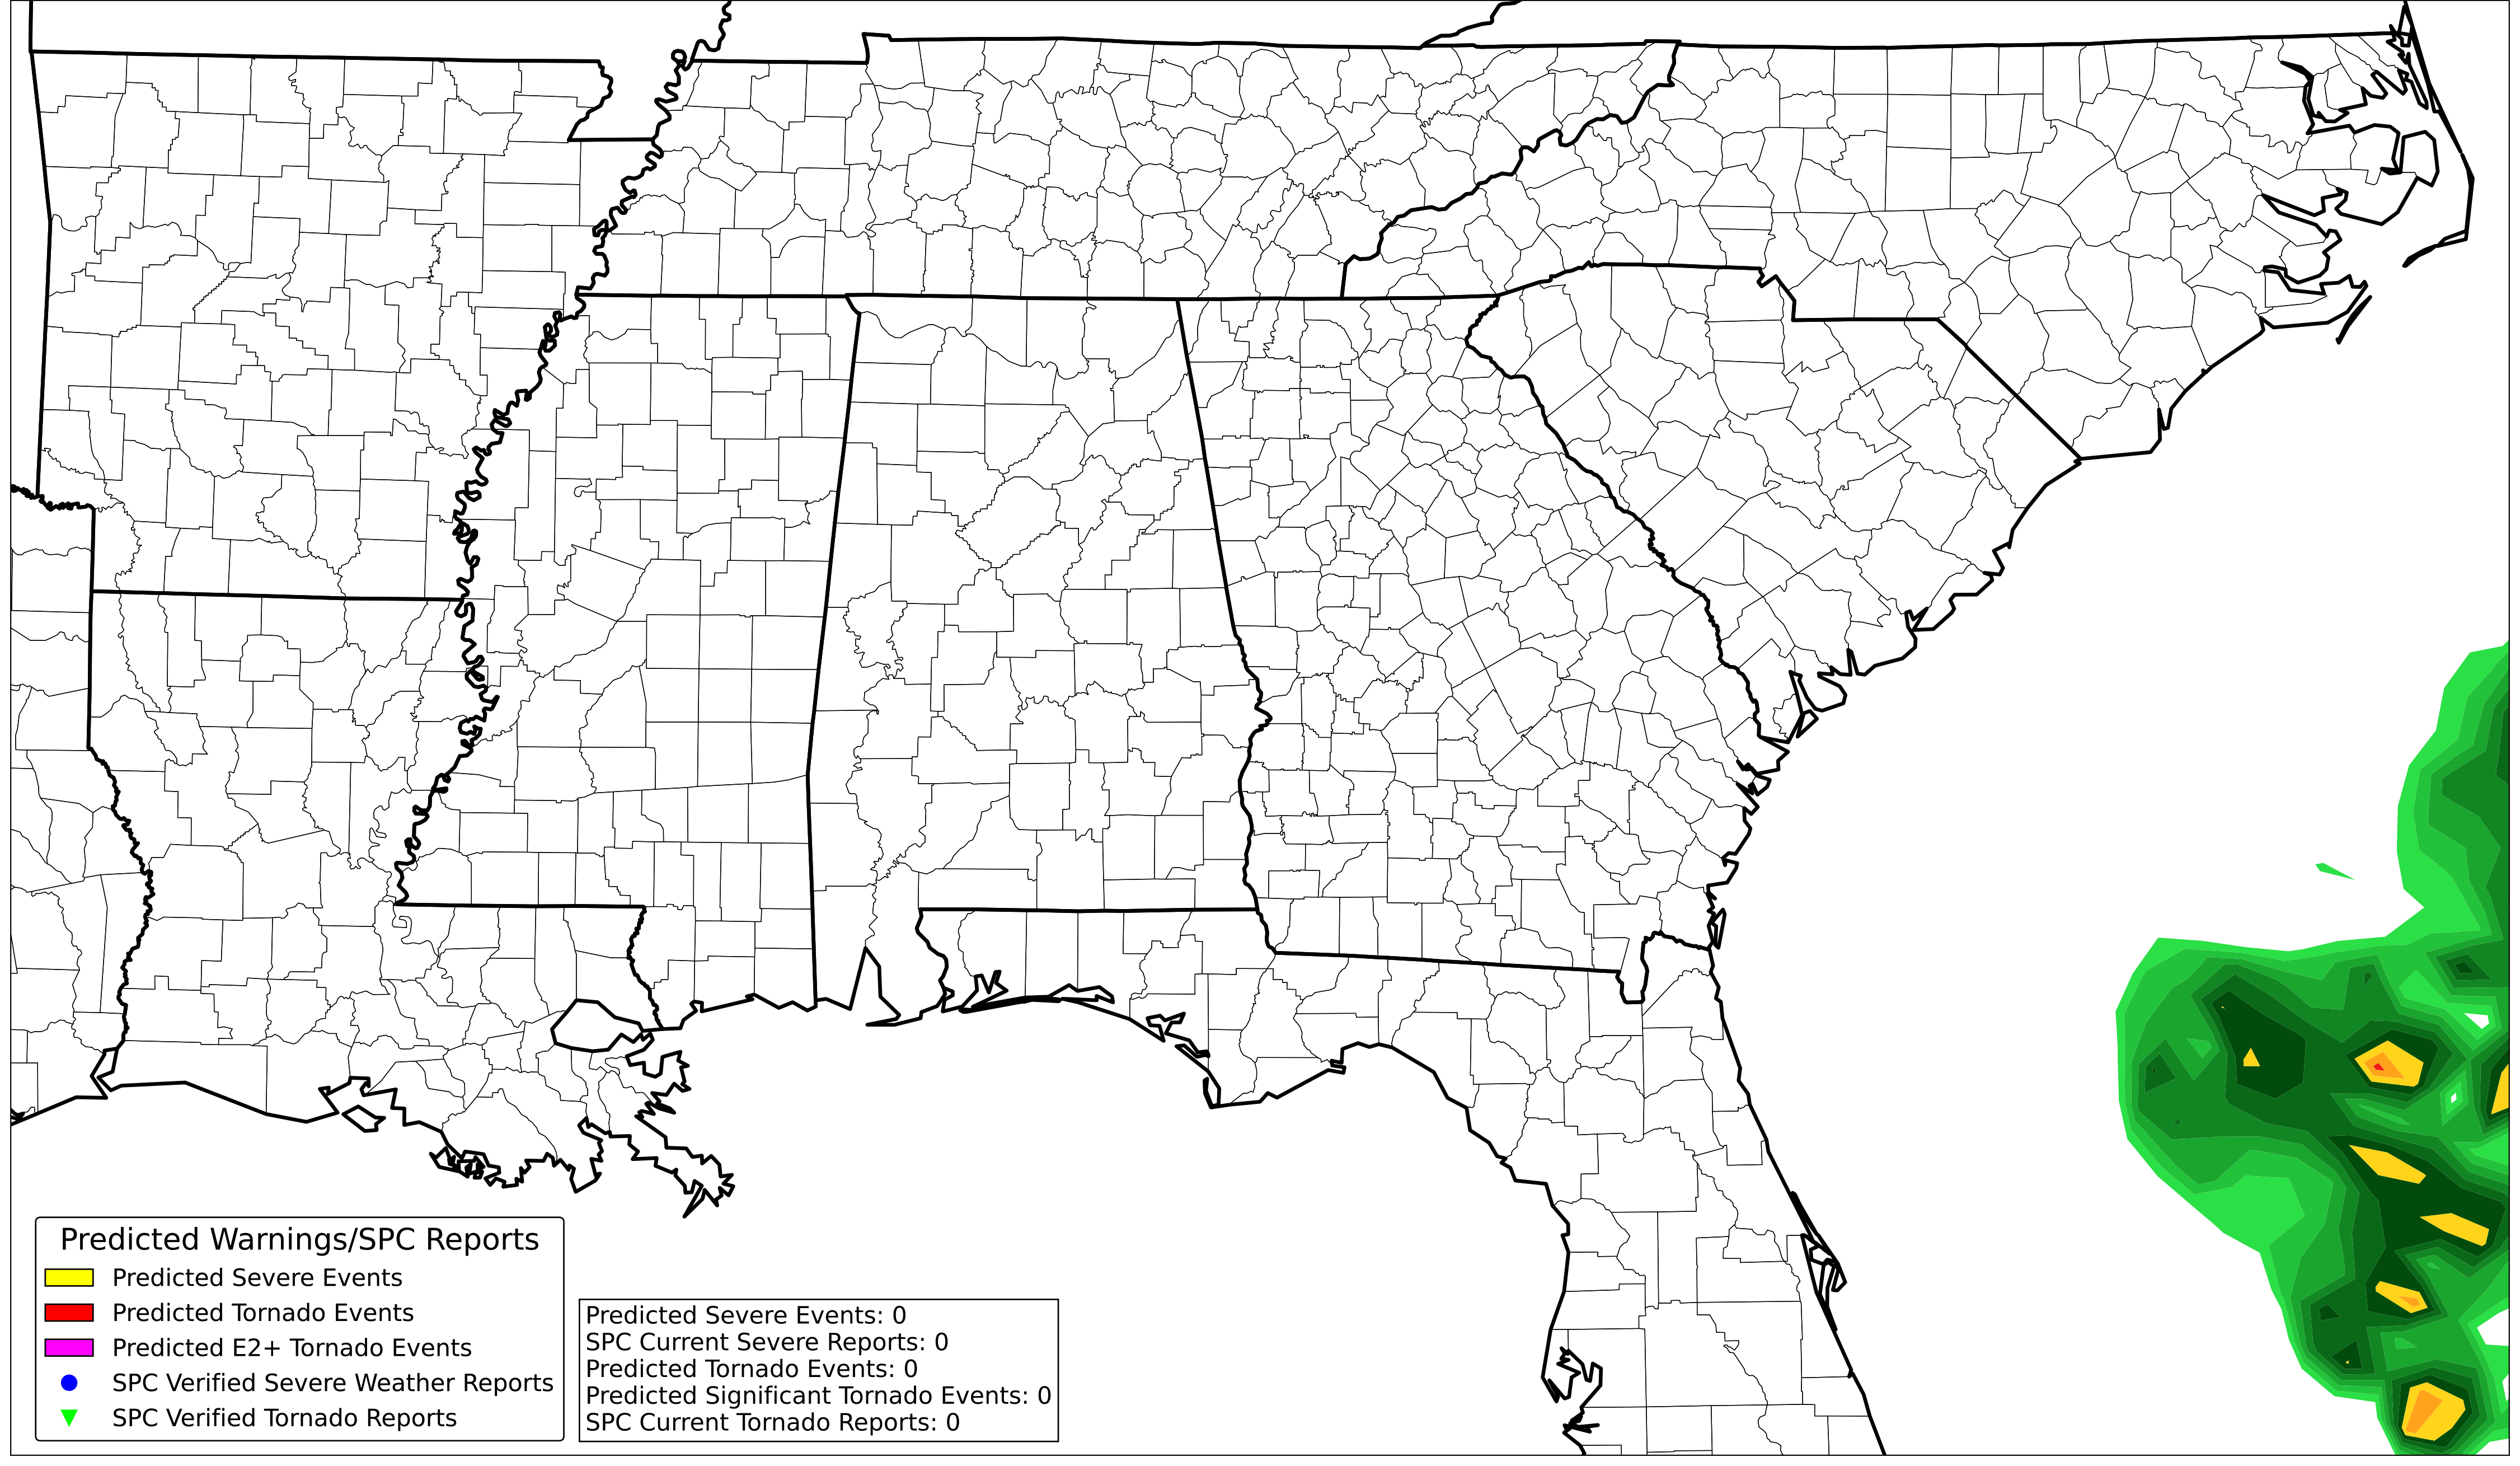 Predicted Warnings/SPC Reports
Predicted Severe Events
Predicted Tornado Events
Predicted E2+ Tornado Events
SPC Verified Severe Weather Reports
SPC Verified Tornado Reports
Predicted Severe Events: 0
SPC Current Severe Reports: 0
Predicted Tornado Events: 0
Predicted Significant Tornado Events: 0
SPC Current Tornado Reports: 0